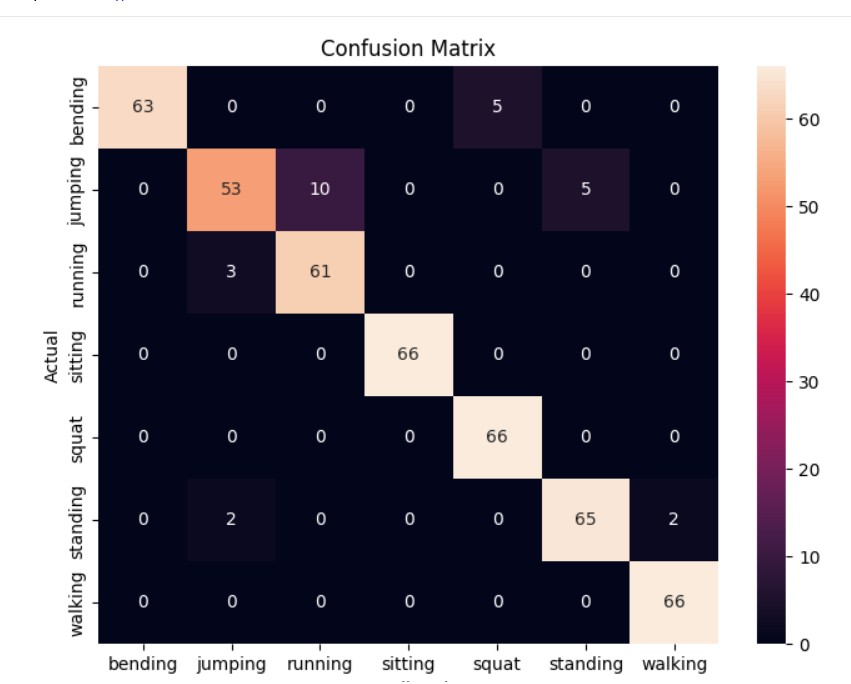 Confusion Matrix
bending 63 0 0 0 5 0 0
jumping 0 53 10 0 0 5 0
running 0 3 61 0 0 0 0
sitting 0 0 0 66 0 0 0
squat 0 0 0 0 66 0 0
standing 0 2 0 0 0 65 2
walking 0 0 0 0 0 0 66
Actual
bending jumping running sitting squat standing walking
60
50
40
30
20
10
0